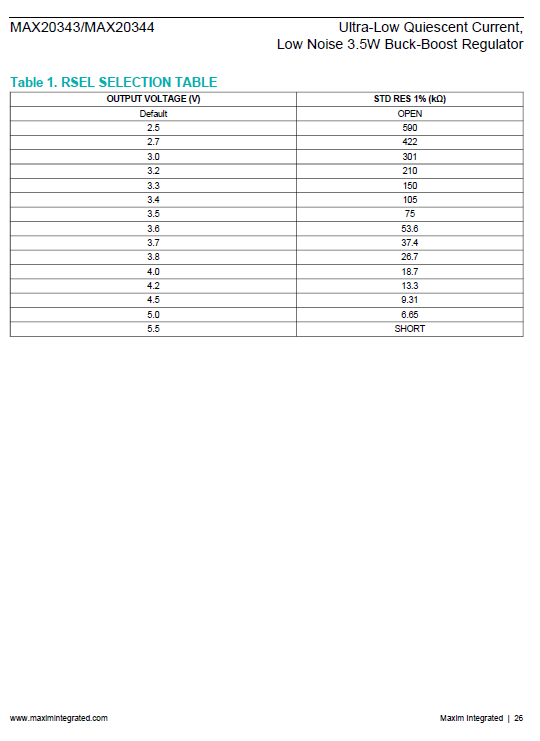 MAX20343/MAX20344 Ultra-Low Quiescent Current,
Low Noise 3.5W Buck-Boost Regulator
Table 1. RSEL SELECTION TABLE
OUTPUT VOLTAGE (V) STD RES 1% (kΩ)
Default OPEN
2.5 590
2.7 422
3.0 301
3.2 210
3.3 150
3.4 105
3.5 75
3.6 53.6
3.7 37.4
3.8 26.7
4.0 18.7
4.2 13.3
4.5 9.31
5.0 6.65
5.5 SHORT
www.maximintegrated.com Maxim Integrated | 26